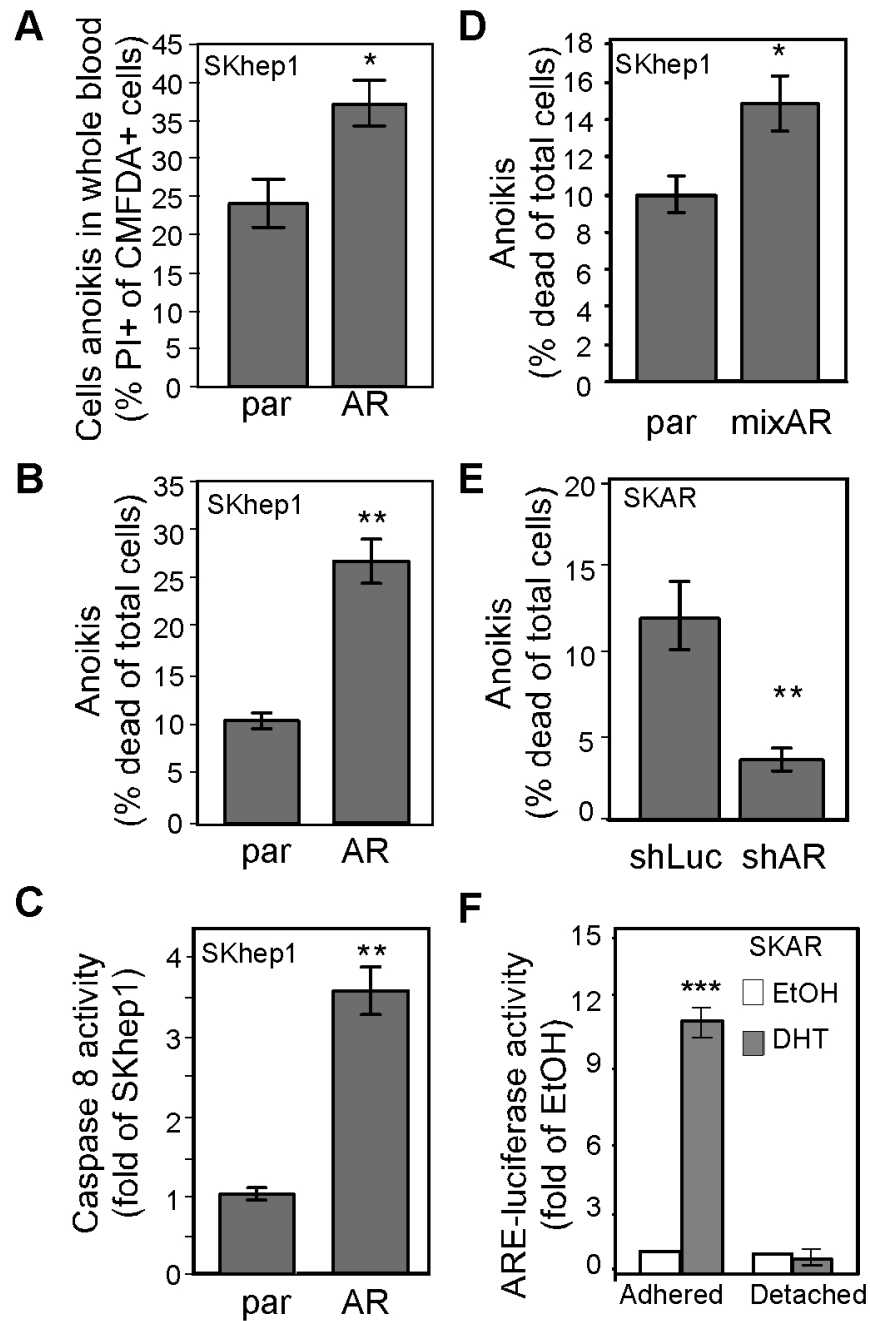 A
Cells anoikis in whole blood
(% PI+ of CMFDA+ cells)
45
40
35
30
25
20
15
10
5
0
SKhep1
*
par AR
D
Anoikis
(% dead of total cells)
18
16
14
12
10
8
6
4
2
0
SKhep1
*
par mixAR
B
Anoikis
(% dead of total cells)
35
30
25
20
15
10
5
0
SKhep1
**
par AR
E
Anoikis
(% dead of total cells)
20
15
10
5
0
SKAR
**
shLuc shAR
C
Caspase 8 activity
(fold of SKhep1)
4
3
2
1
0
SKhep1
**
par AR
F
ARE-luciferase activity
(fold of EtOH)
15
12
9
6
3
0
SKAR
EtOH
DHT
***
Adhered Detached